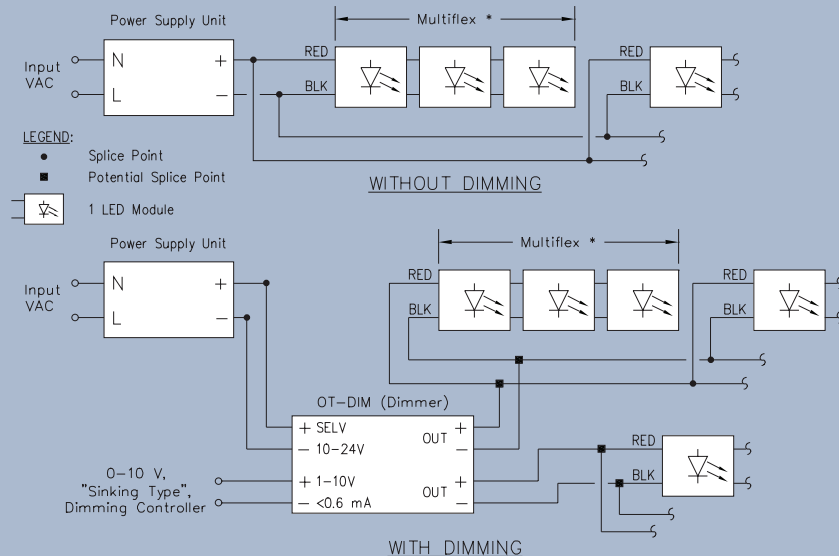 Power Supply Unit
Multiflex *
Input
VAC
N
L
+
−
RED
BLK
RED
BLK
LEGEND:
Splice Point
Potential Splice Point
1 LED Module
WITHOUT DIMMING
Power Supply Unit
Multiflex *
Input
VAC
N
L
+
−
RED
BLK
RED
BLK
OT-DIM (Dimmer)
+ SELV
− 10-24V
OUT +
−
0-10 V,
"Sinking Type",
Dimming Controller
+ 1-10V
− <0.6 mA
+
OUT
−
RED
BLK
WITH DIMMING